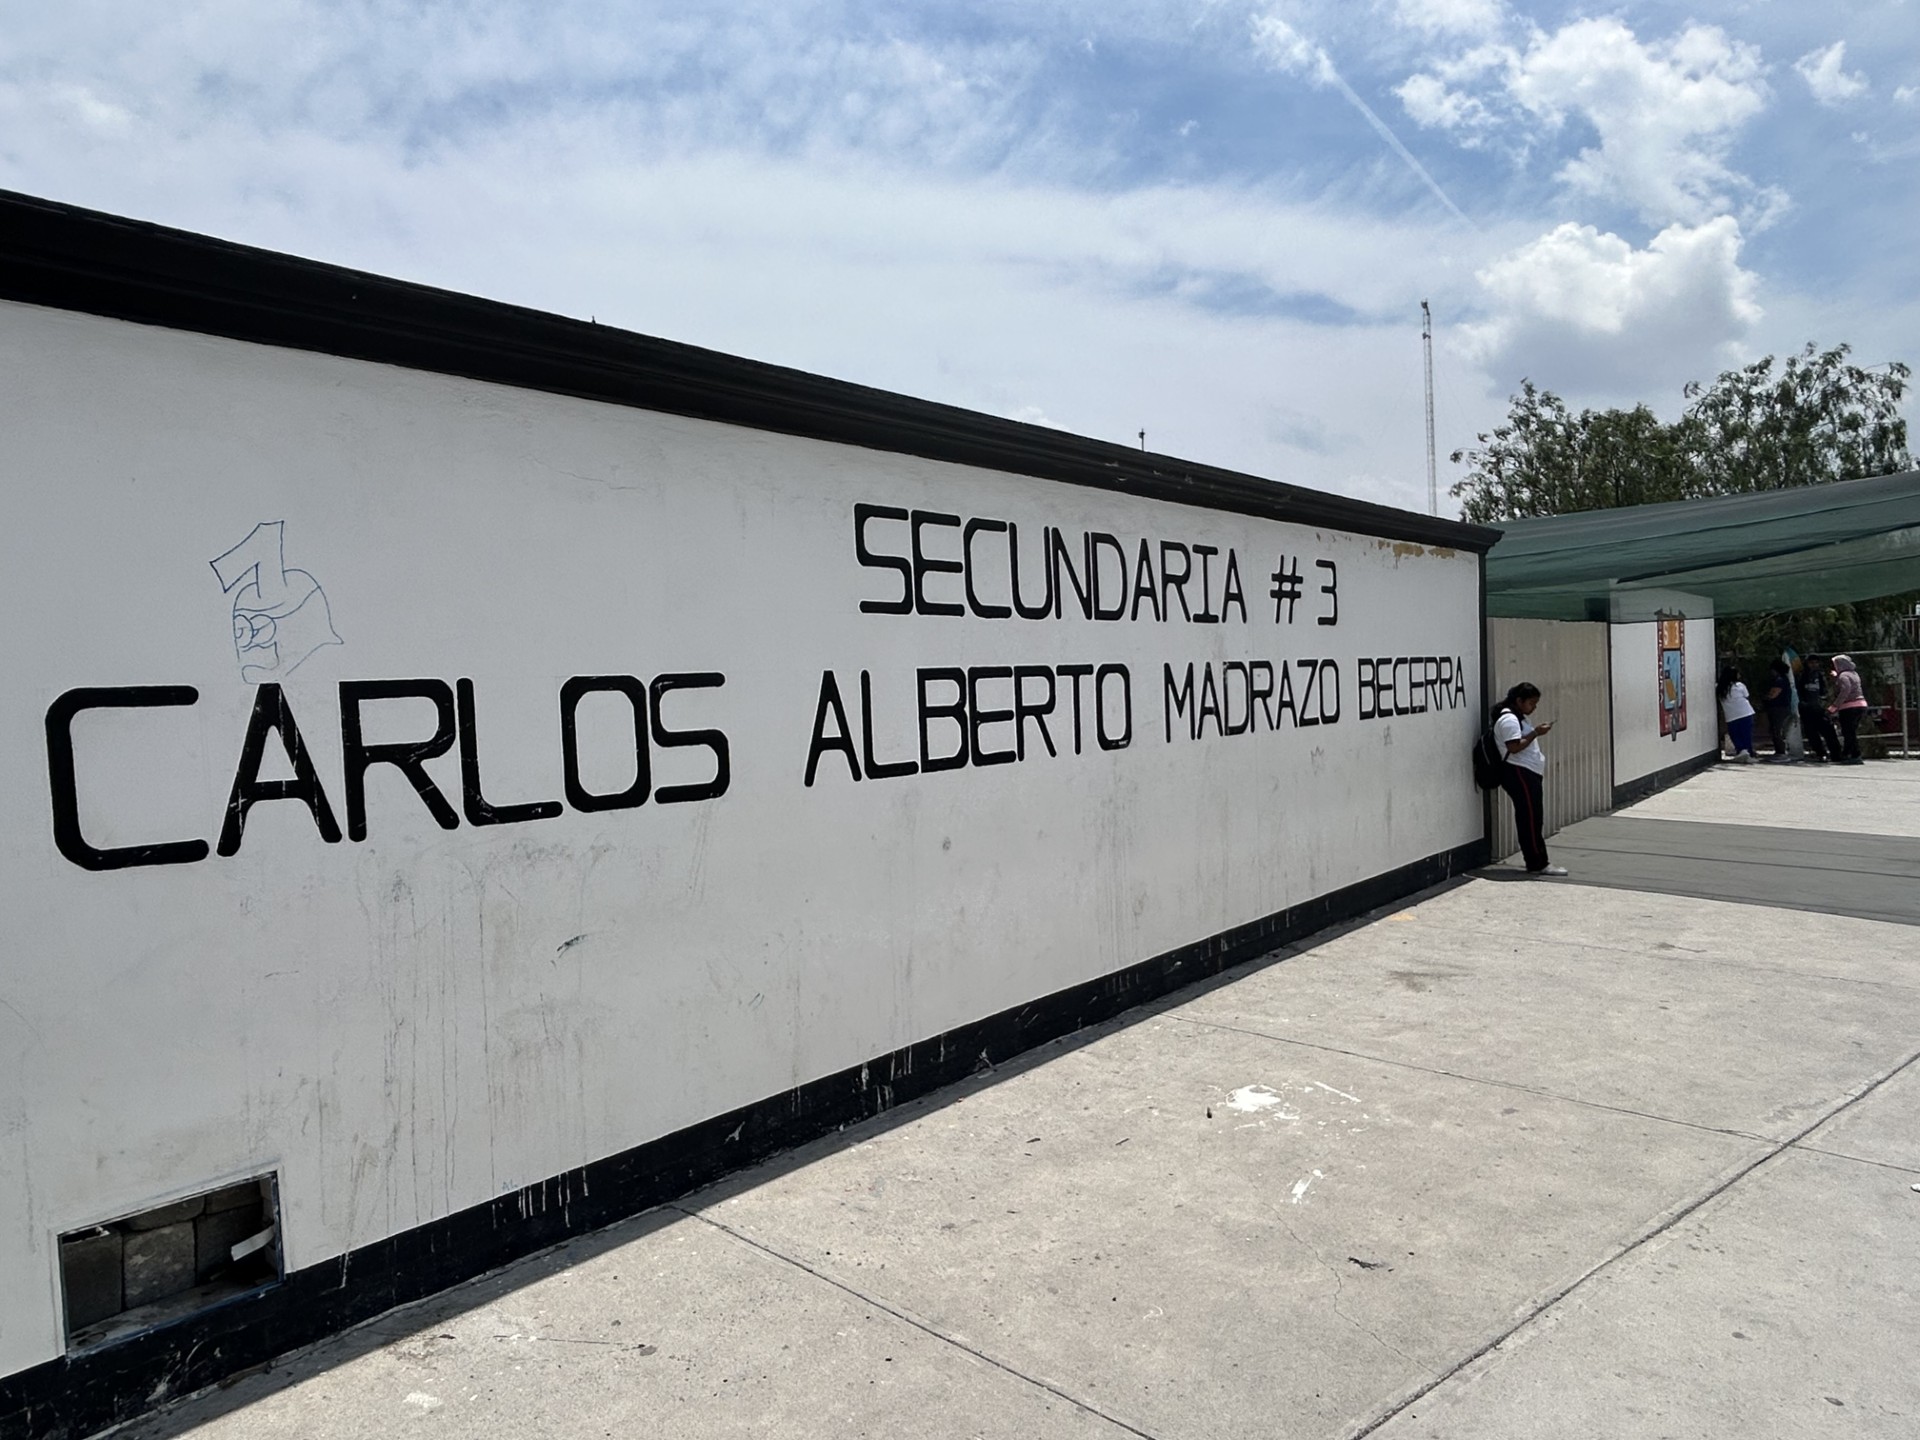 SECUNDARIA # 3
CARLOS ALBERTO MADRAZO BECERRA